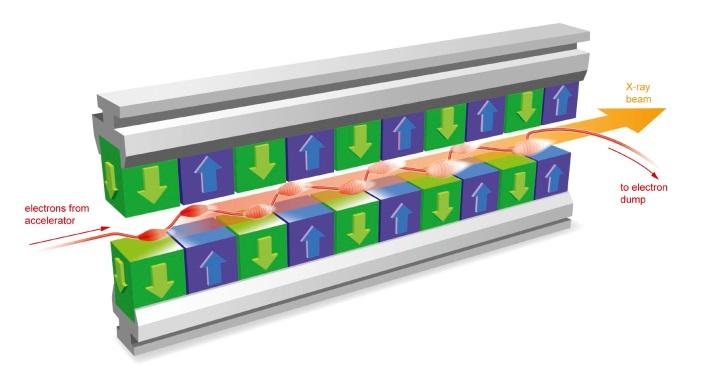 X-ray
beam
electrons from
accelerator
to electron
dump